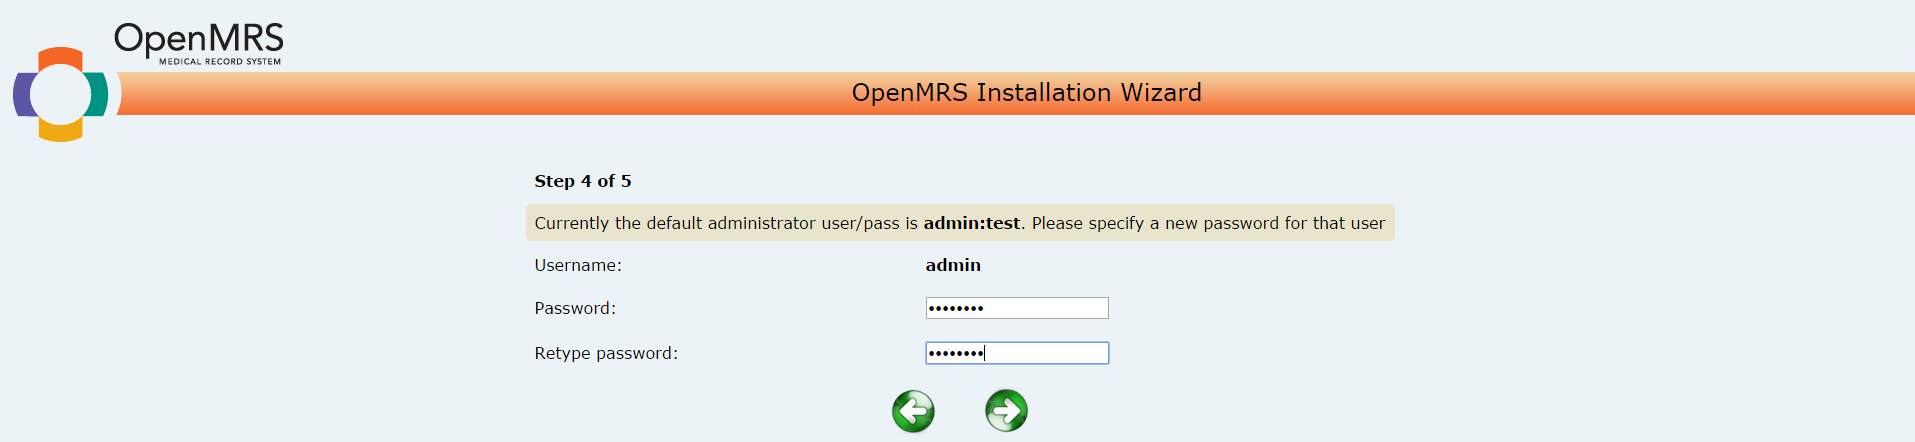 OpenMRS
MEDICAL RECORD SYSTEM
OpenMRS Installation Wizard
Step 4 of 5
Currently the default administrator user/pass is admin:test. Please specify a new password for that user
Username: admin
Password: ••••••••
Retype password: ••••••••